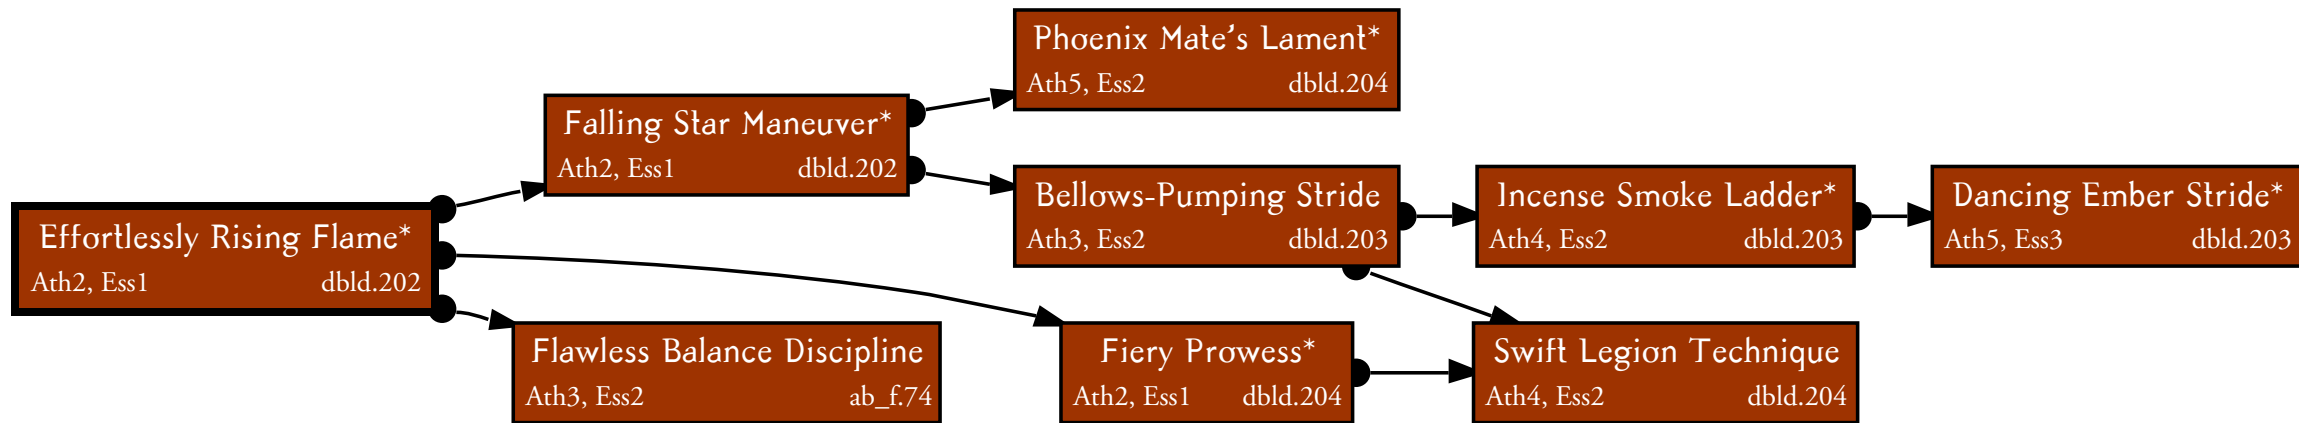 Phoenix Mate's Lament*
Ath5, Ess2 dbld.204
Falling Star Maneuver*
Ath2, Ess1 dbld.202
Bellows-Pumping Stride
Ath3, Ess2 dbld.203
Incense Smoke Ladder*
Ath4, Ess2 dbld.203
Dancing Ember Stride*
Ath5, Ess3 dbld.203
Effortlessly Rising Flame*
Ath2, Ess1 dbld.202
Flawless Balance Discipline
Ath3, Ess2 ab_f.74
Fiery Prowess*
Ath2, Ess1 dbld.204
Swift Legion Technique
Ath4, Ess2 dbld.204